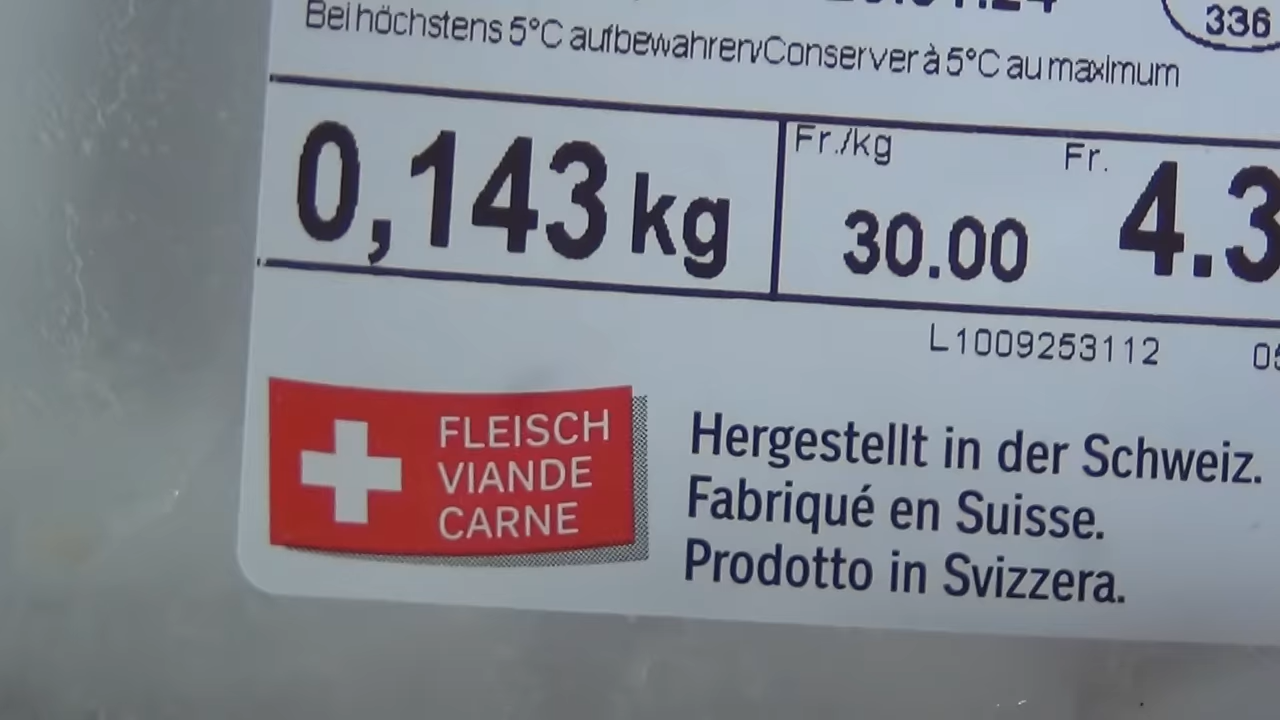 336
Bei höchstens 5°C aufbewahren/Conserver à 5°C au maximum
0,143 kg
Fr./kg
30.00
Fr.
4.3
L1009253112
FLEISCH
VIANDE
CARNE
Hergestellt in der Schweiz.
Fabriqué en Suisse.
Prodotto in Svizzera.